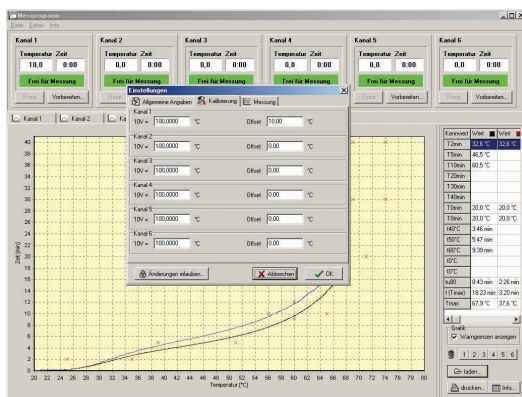 Messprogramm
Datei Extras Info...
Kanal 1 Kanal 2 Kanal 3 Kanal 4 Kanal 5 Kanal 6
Temperatur Zeit Temperatur Zeit Temperatur Zeit Temperatur Zeit Temperatur Zeit Temperatur Zeit
10,0 0:00 0,0 0:00 0,0 0:00 0,0 0:00 0,0 0:00 0,0 0:00
Frei für Messung Frei für Messung Frei für Messung Frei für Messung Frei für Messung Frei für Messung
Stopp Vorbereiten... Vorbereiten...
Einstellungen
Allgemeine Angaben Kalibrierung Messung
Kanal 1
10V = 100,0000 °C Offset 10,00 °C
Kanal 2
10V = 100,0000 °C Offset 0,00 °C
Kanal 3
10V = 100,0000 °C Offset 0,00 °C
Kanal 4
10V = 100,0000 °C Offset 0,00 °C
Kanal 5
10V = 100,0000 °C Offset 0,00 °C
Kanal 6
10V = 100,0000 °C Offset 0,00 °C
Änderungen erlauben... Abbrechen OK
Kanal 1 Kanal 2
40
38
36
34
32
30
28
26
24
22
20
18
16
14
12
10
8
6
4
2
0
Zeit [min]
20 22 24 26 28 30 32 34 36 38 40 42 44 46 48 50 52 54 56 58 60 62 64 66 68 70 72 74 76 78 80
Temperatur [°C]
Kennwert Wert Wert
T2min 32,6 °C 32,6 °C
T5min 46,5 °C
T10min 60,5 °C
T20min
T30min
T40min
T0min 20,0 °C 20,0 °C
T0min 20,0 °C 20,0 °C
t40°C 3:46 min
t50°C 5:47 min
t60°C 9:39 min
t0°C
t0°C
tu80 8:43 min 2:26 min
t (Tmax) 18:23 min 3:20 min
Tmax 67,9 °C 37,6 °C
Grafik
Warngrenzen anzeigen
1 2 3 4 5 6
laden...
drucken... Info...